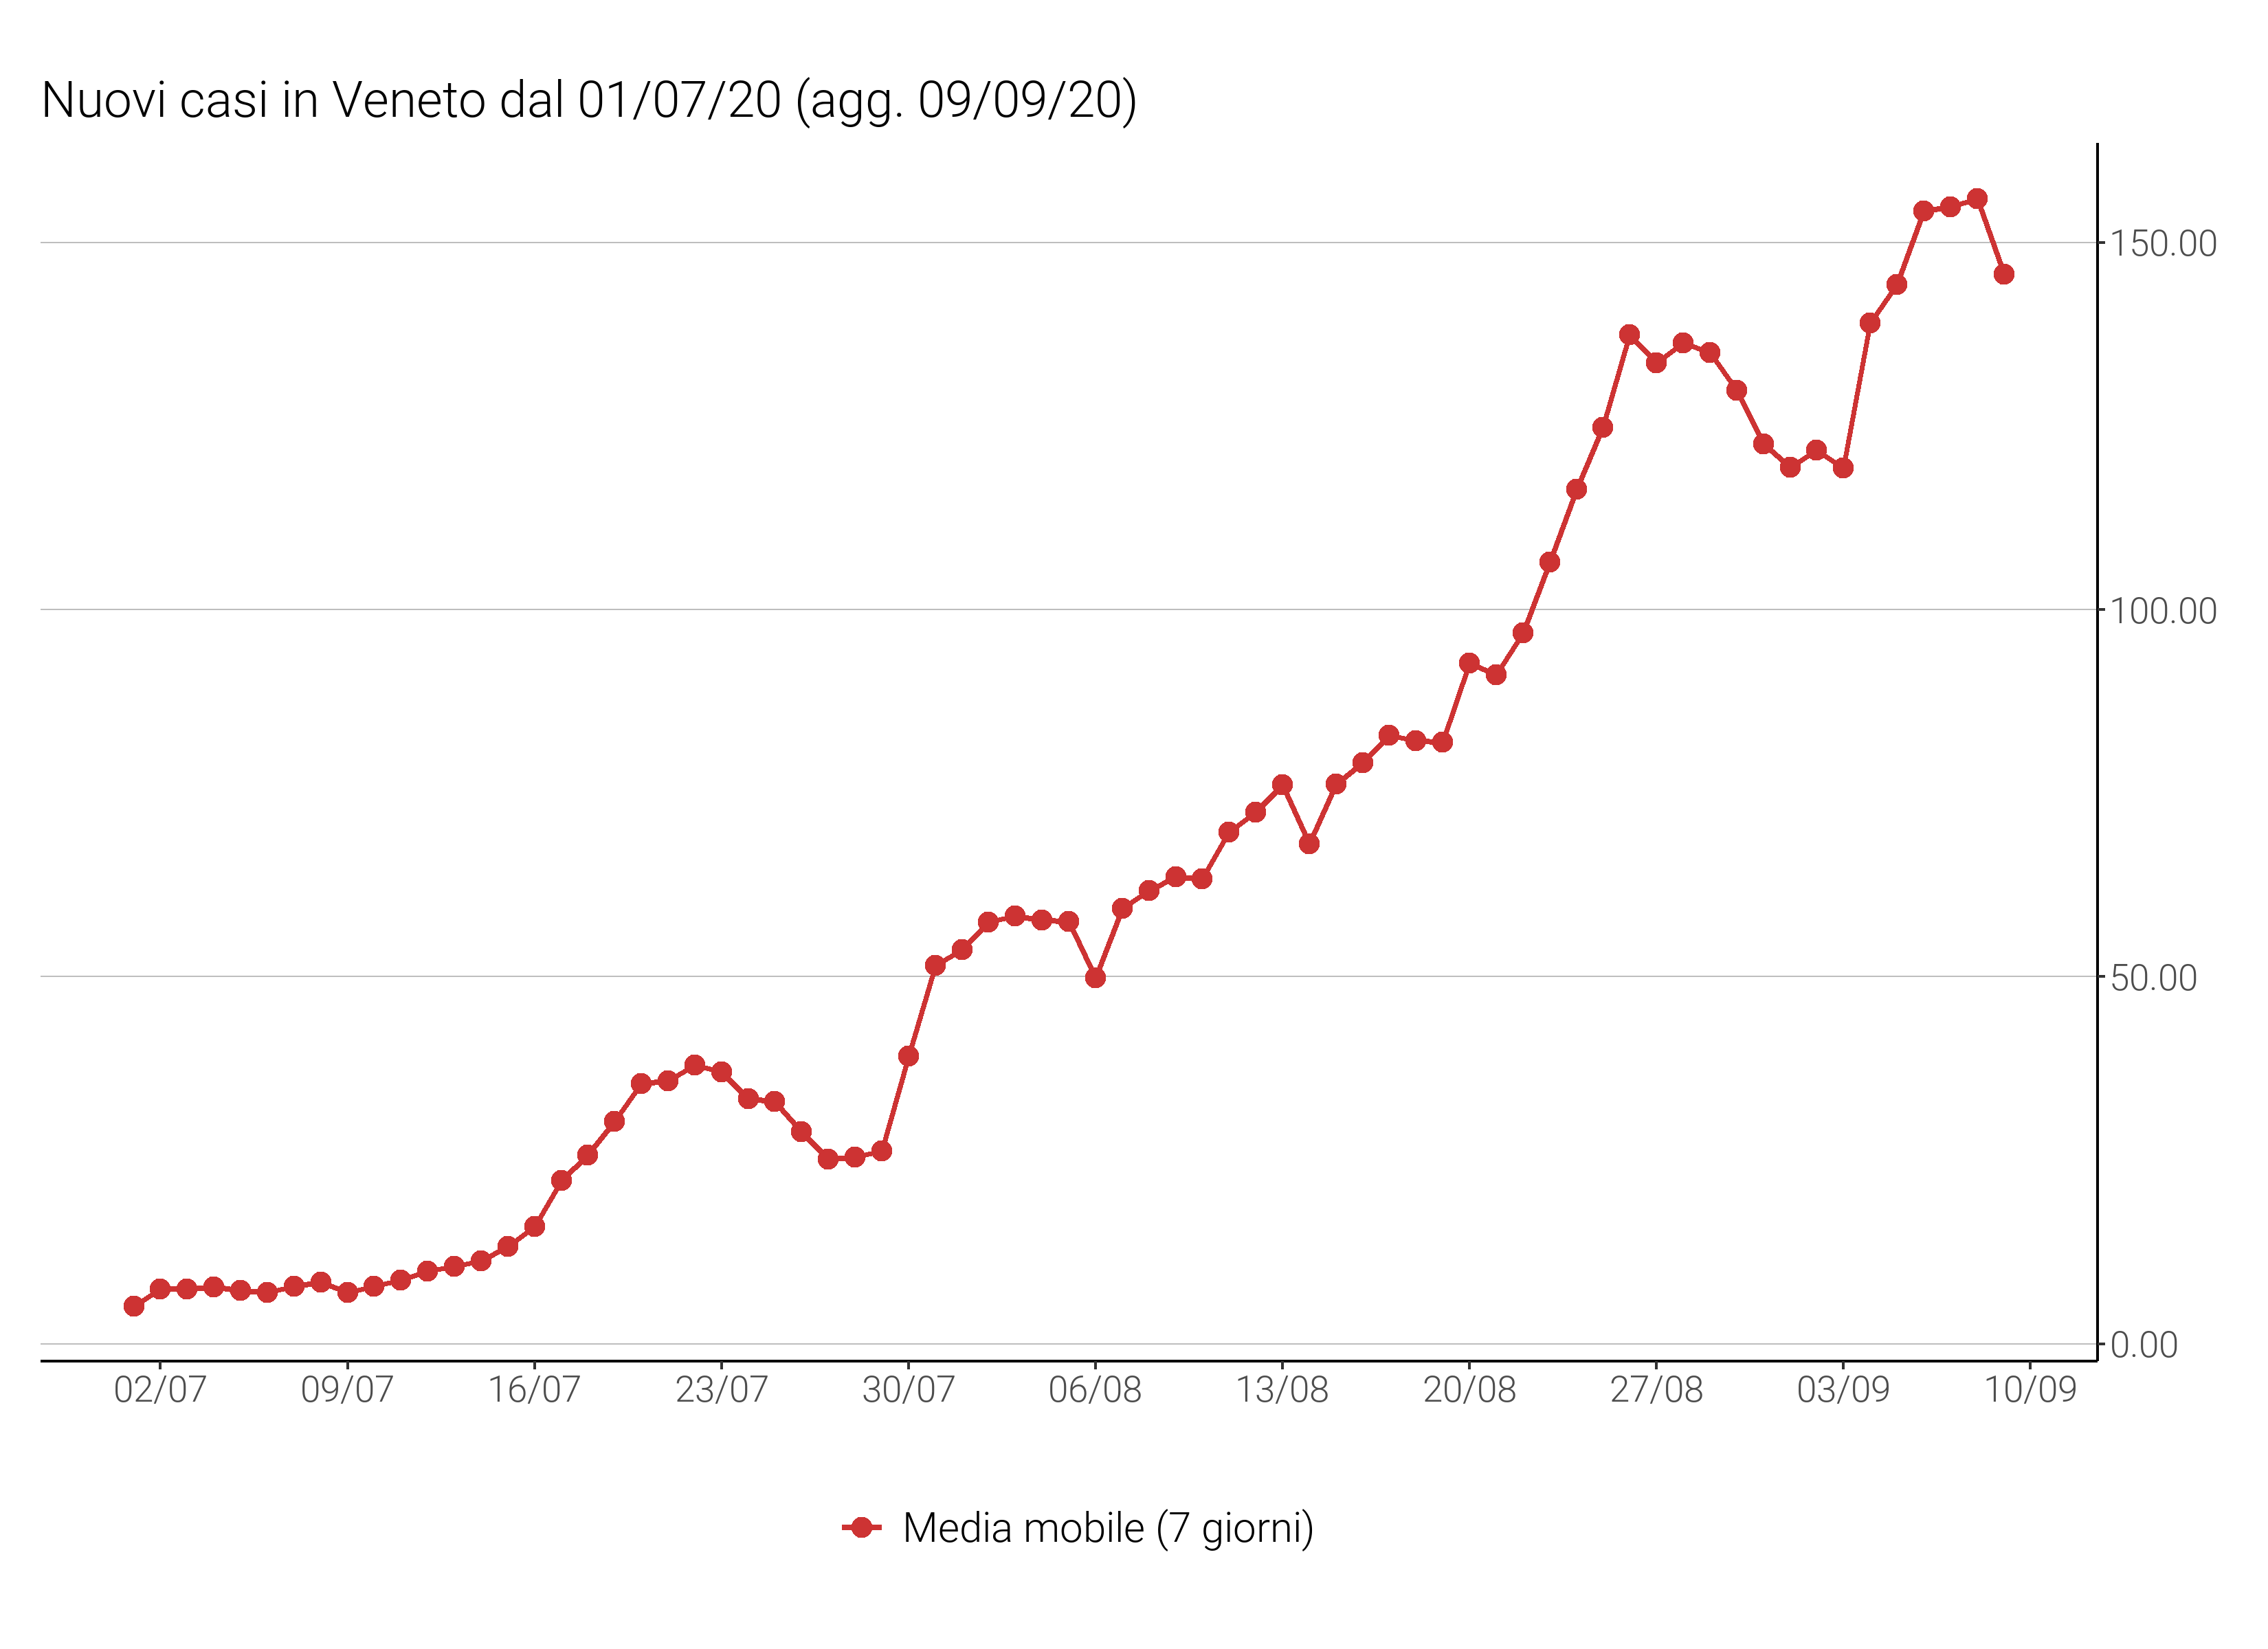 Nuovi casi in Veneto dal 01/07/20 (agg. 09/09/20)
150.00
100.00
50.00
0.00
02/07 09/07 16/07 23/07 30/07 06/08 13/08 20/08 27/08 03/09 10/09
Media mobile (7 giorni)